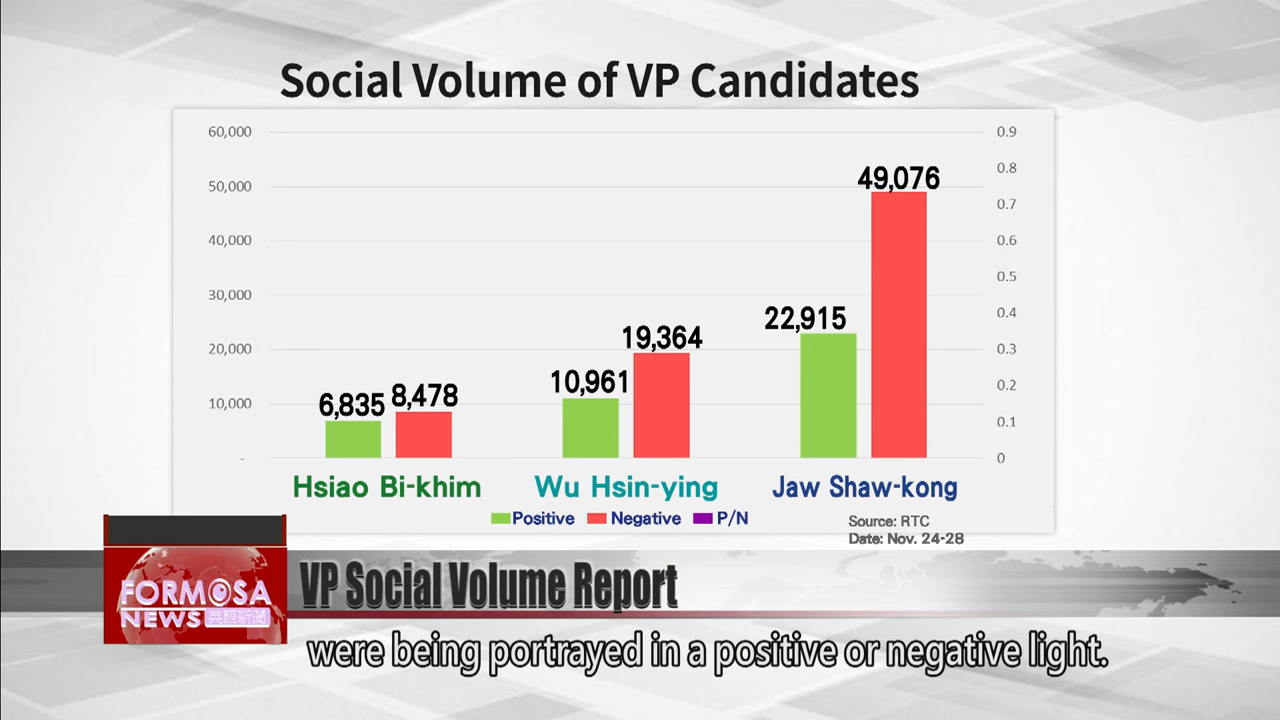 Social Volume of VP Candidates
60,000
50,000
40,000
30,000
20,000
10,000
-
0.9
0.8
0.7
0.6
0.5
0.4
0.3
0.2
0.1
0
6,835
8,478
10,961
19,364
22,915
49,076
Hsiao Bi-khim
Wu Hsin-ying
Jaw Shaw-kong
Positive Negative P/N
Source: RTC
Date: Nov. 24-28
FORMOSA
NEWS
VP Social Volume Report
were being portrayed in a positive or negative light.